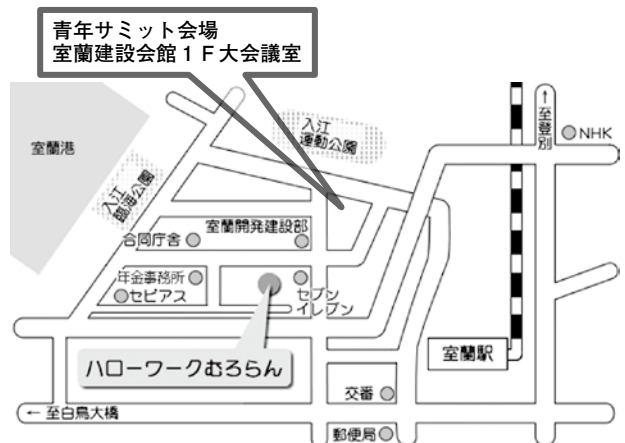 青年サミット会場
室蘭建設会館１Ｆ大会議室
室蘭港
入江
運動公園
↑至登別
NHK
入江
臨海公園
室蘭開発建設部
合同庁舎
年金事務所
セビアス
セブン
イレブン
ハローワークむろらん
室蘭駅
交番
← 至白鳥大橋
郵便局